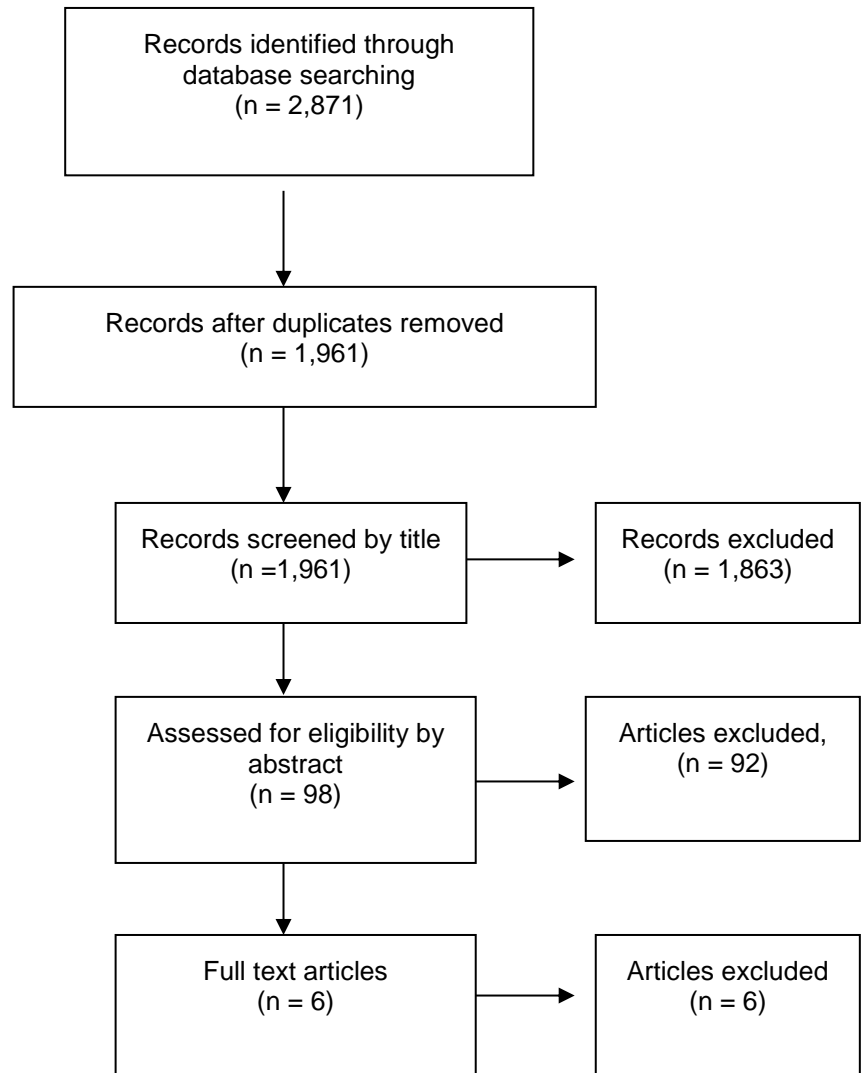 Records identified through
database searching
(n = 2,871)
Records after duplicates removed
(n = 1,961)
Records screened by title
(n =1,961)
Records excluded
(n = 1,863)
Assessed for eligibility by
abstract
(n = 98)
Articles excluded,
(n = 92)
Full text articles
(n = 6)
Articles excluded
(n = 6)